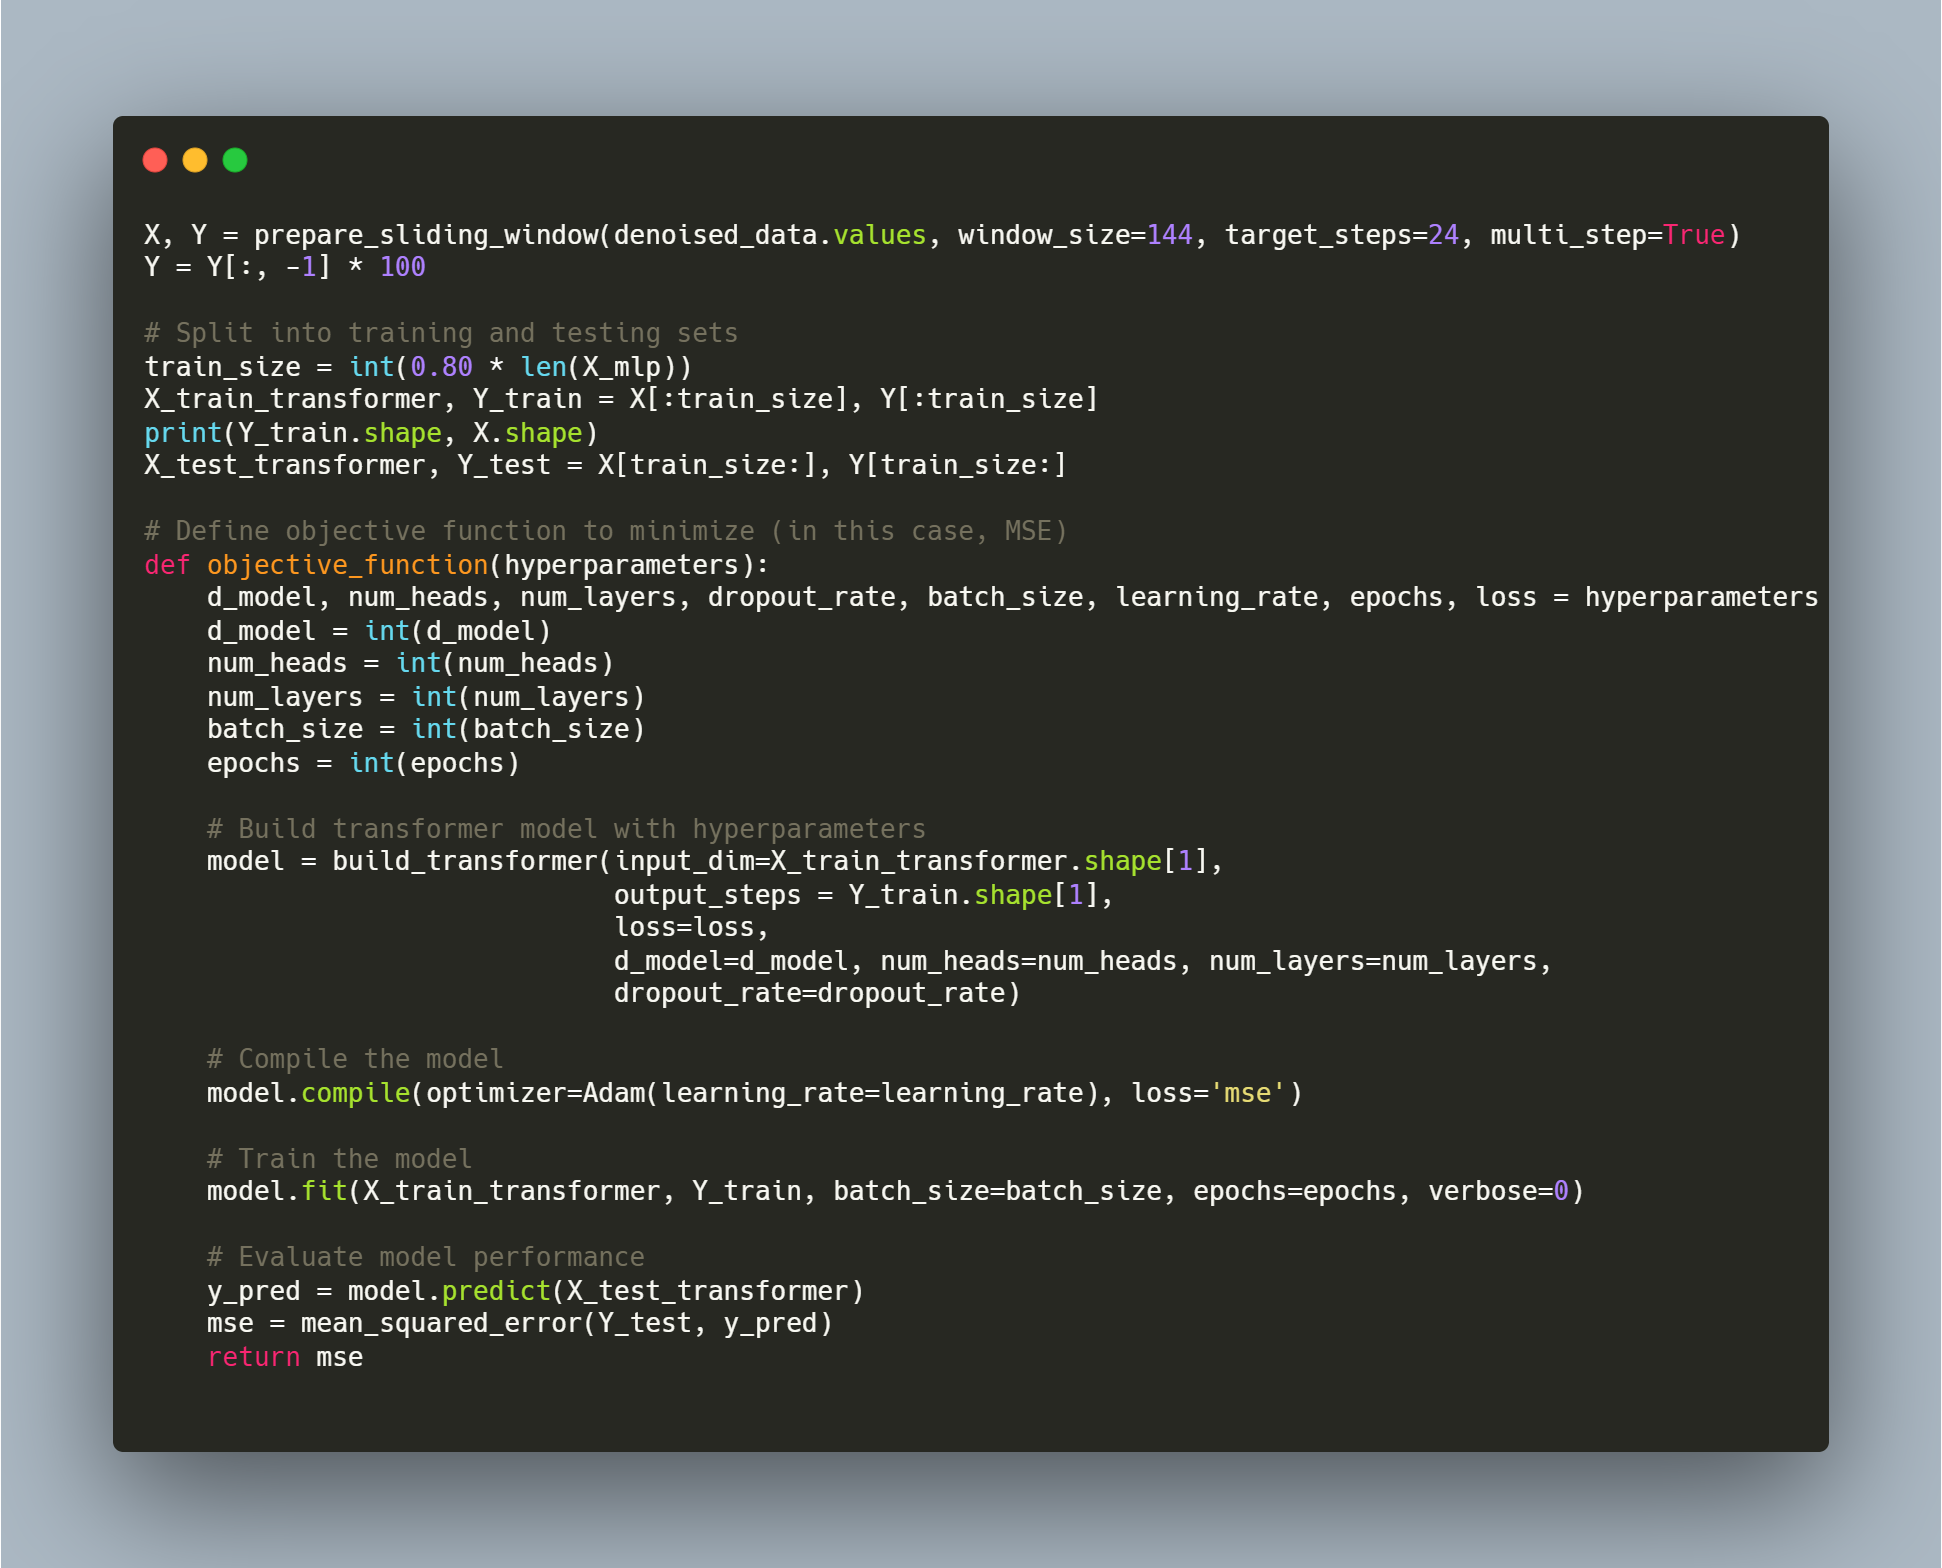 X, Y = prepare_sliding_window(denoised_data.values, window_size=144, target_steps=24, multi_step=True)
Y = Y[:, -1] * 100

# Split into training and testing sets
train_size = int(0.80 * len(X_mlp))
X_train_transformer, Y_train = X[:train_size], Y[:train_size]
print(Y_train.shape, X.shape)
X_test_transformer, Y_test = X[train_size:], Y[train_size:]

# Define objective function to minimize (in this case, MSE)
def objective_function(hyperparameters):
    d_model, num_heads, num_layers, dropout_rate, batch_size, learning_rate, epochs, loss = hyperparameters
    d_model = int(d_model)
    num_heads = int(num_heads)
    num_layers = int(num_layers)
    batch_size = int(batch_size)
    epochs = int(epochs)

    # Build transformer model with hyperparameters
    model = build_transformer(input_dim=X_train_transformer.shape[1],
                              output_steps = Y_train.shape[1],
                              loss=loss,
                              d_model=d_model, num_heads=num_heads, num_layers=num_layers,
                              dropout_rate=dropout_rate)

    # Compile the model
    model.compile(optimizer=Adam(learning_rate=learning_rate), loss='mse')

    # Train the model
    model.fit(X_train_transformer, Y_train, batch_size=batch_size, epochs=epochs, verbose=0)

    # Evaluate model performance
    y_pred = model.predict(X_test_transformer)
    mse = mean_squared_error(Y_test, y_pred)
    return mse